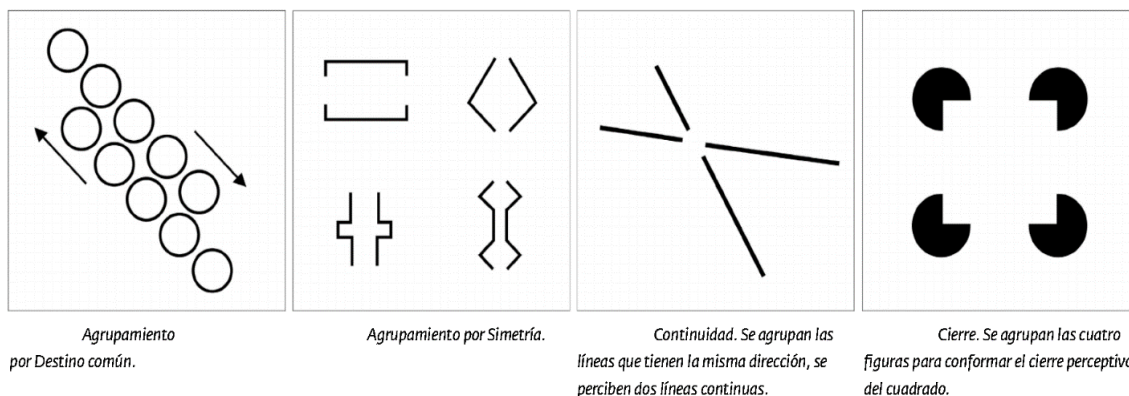 Agrupamiento
por Destino común.
Agrupamiento por Simetría.
Continuidad. Se agrupan las
líneas que tienen la misma dirección, se
perciben dos líneas continuas.
Cierre. Se agrupan las cuatro
figuras para conformar el cierre perceptivo
del cuadrado.